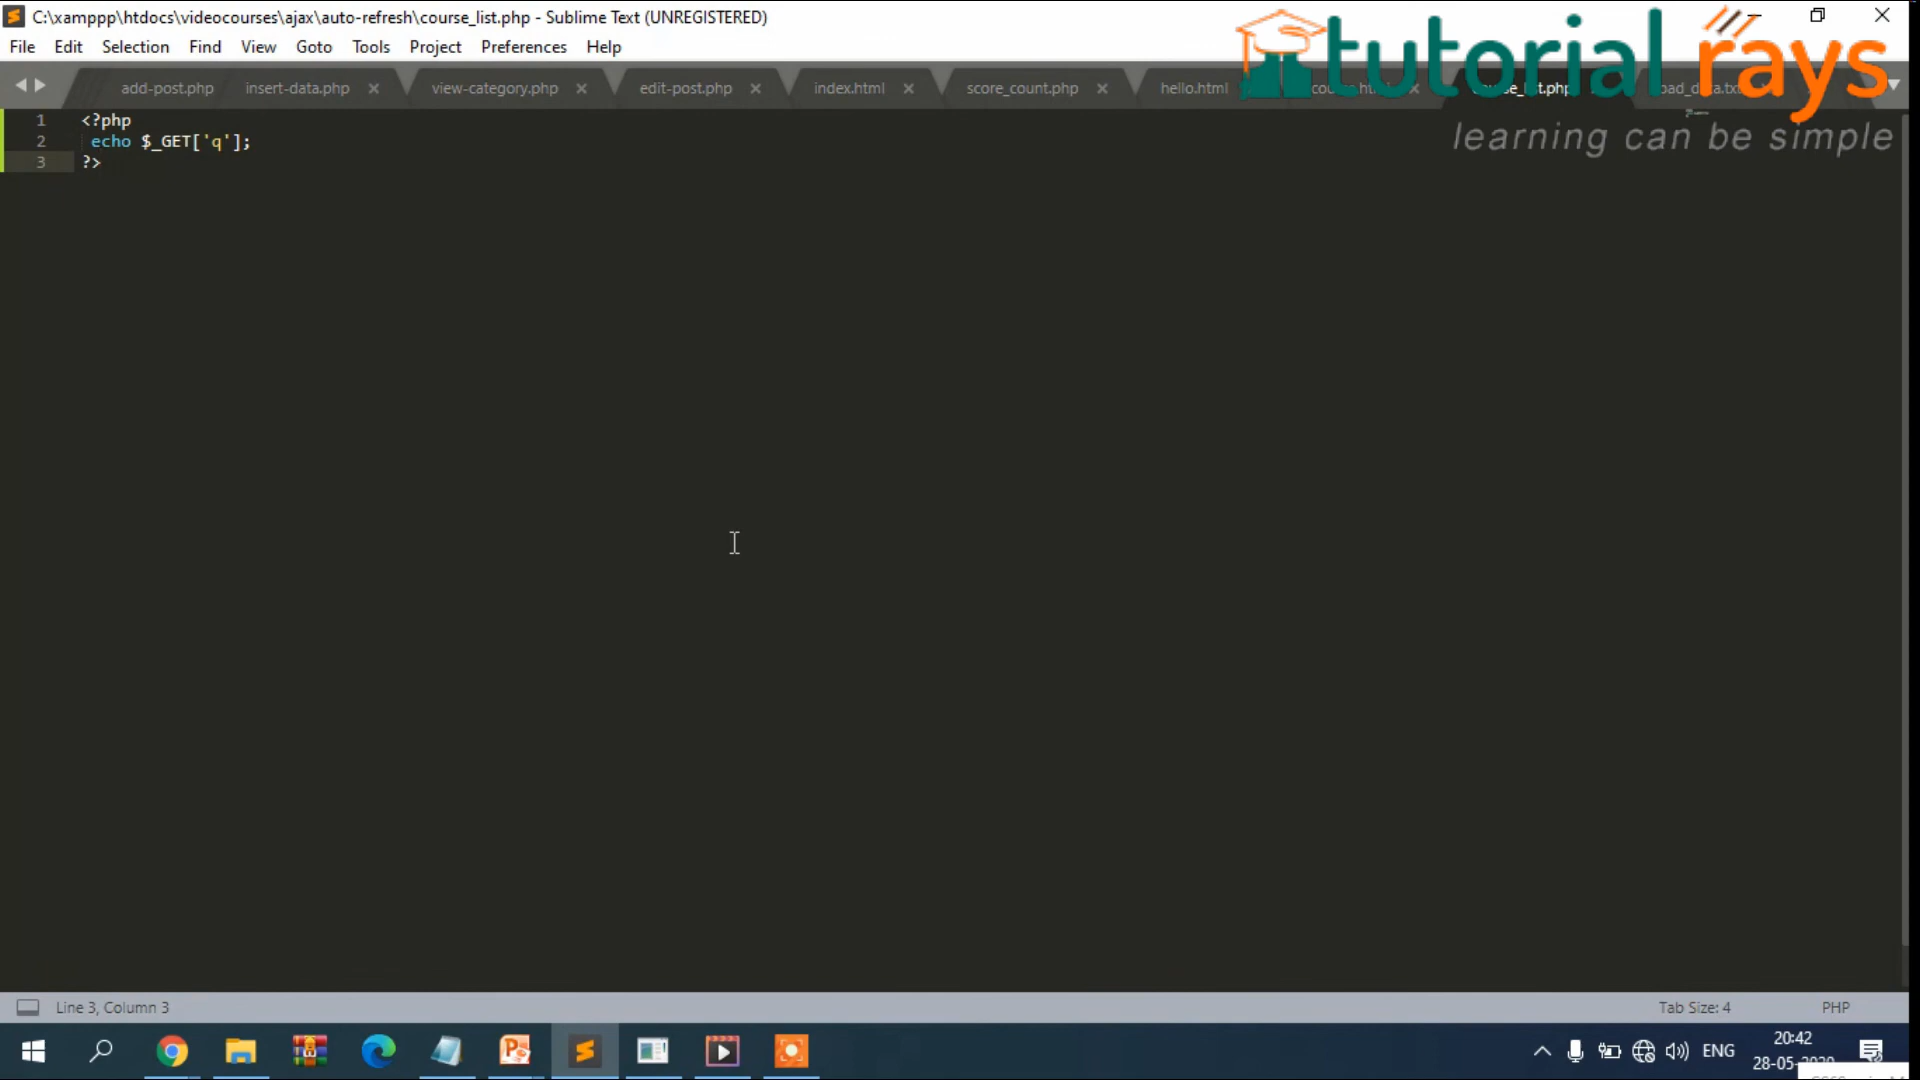 C:\xamppp\htdocs\videocourses\ajax\auto-refresh\course_list.php - Sublime Text (UNREGISTERED)
File Edit Selection Find View Goto Tools Project Preferences Help
add-post.php insert-data.php view-category.php edit-post.php index.html score_count.php hello.html
tutorial rays
learning can be simple
1 <?php
2 echo $_GET['q'];
3 ?>
Line 3, Column 3 Tab Size: 4 PHP
ENG 20:42
28-05-2020